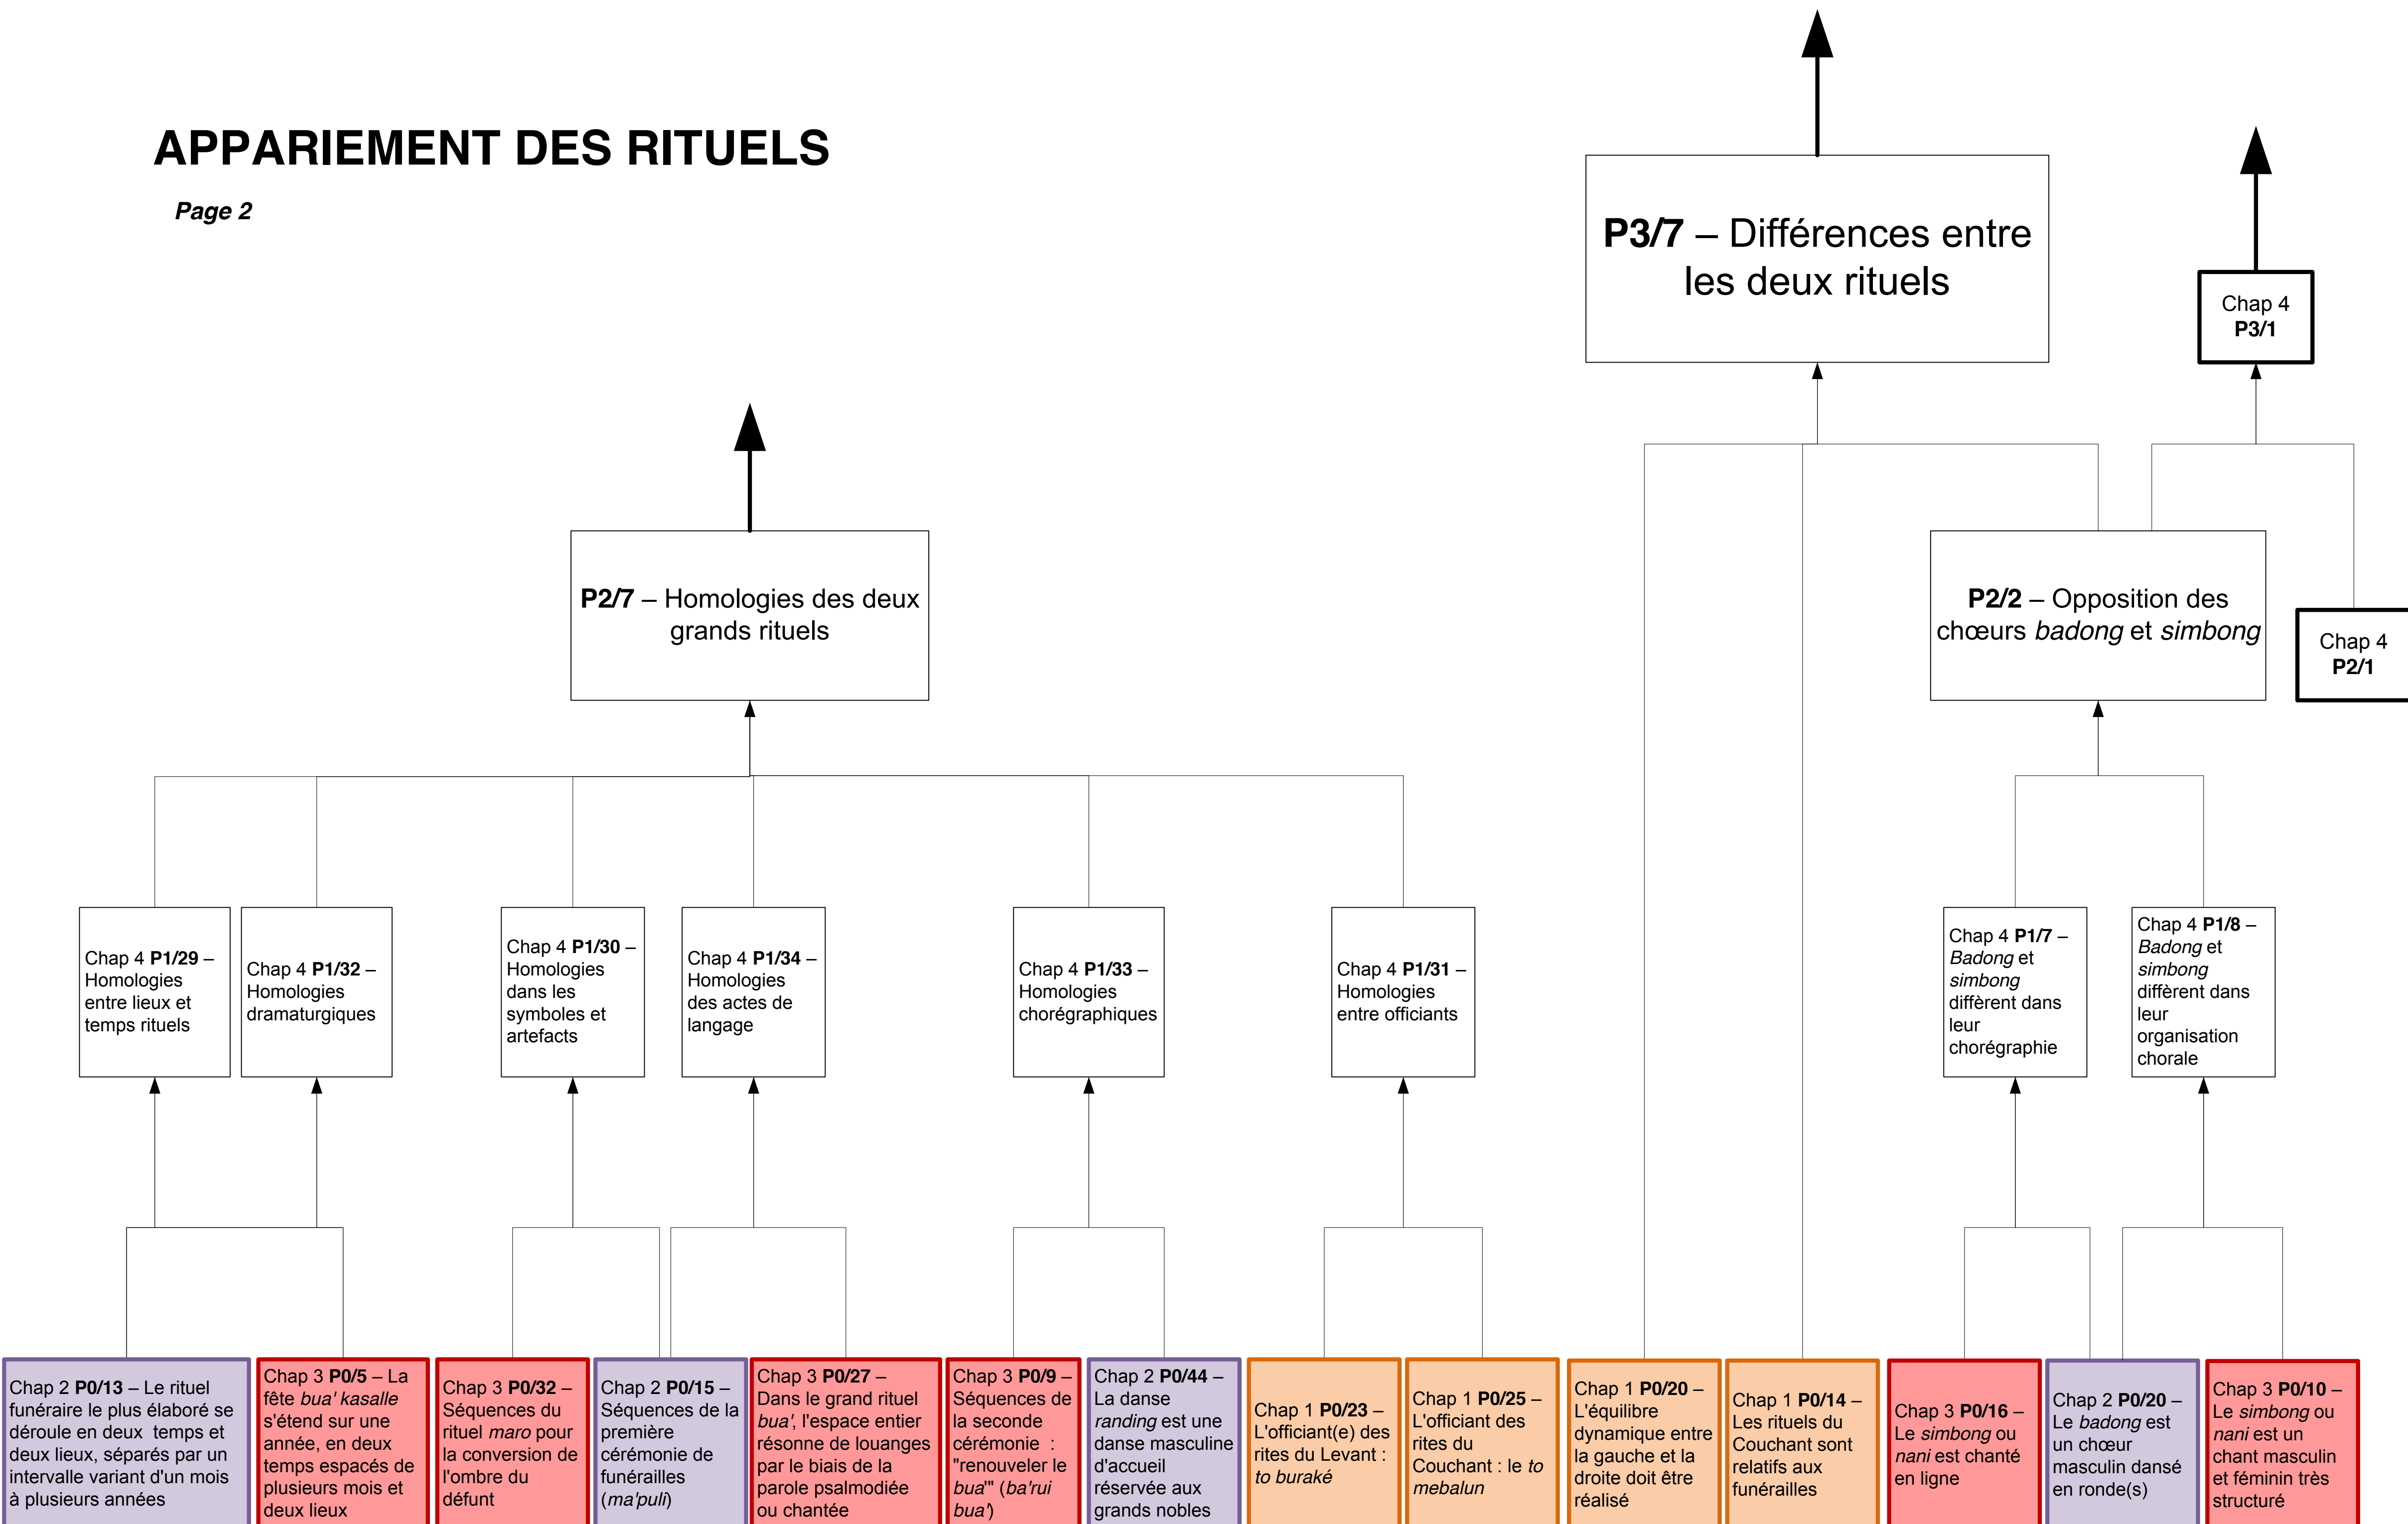 APPARIEMENT DES RITUELS
Page 2
P3/7 – Différences entre
les deux rituels
Chap 4
P3/1
P2/7 – Homologies des deux
grands rituels
P2/2 – Opposition des
chœurs badong et simbong
Chap 4
P2/1
Chap 4 P1/29 –
Homologies
entre lieux et
temps rituels
Chap 4 P1/32 –
Homologies
dramaturgiques
Chap 4 P1/30 –
Homologies
dans les
symboles et
artefacts
Chap 4 P1/34 –
Homologies
des actes de
langage
Chap 4 P1/33 –
Homologies
chorégraphiques
Chap 4 P1/31 –
Homologies
entre officiants
Chap 4 P1/7 –
Badong et
simbong
diffèrent dans
leur
chorégraphie
Chap 4 P1/8 –
Badong et
simbong
diffèrent dans
leur
organisation
chorale
Chap 2 P0/13 – Le rituel
funéraire le plus élaboré se
déroule en deux temps et
deux lieux, séparés par un
intervalle variant d'un mois
à plusieurs années
Chap 3 P0/5 – La
fête bua' kasalle
s'étend sur une
année, en deux
temps espacés de
plusieurs mois et
deux lieux
Chap 3 P0/32 –
Séquences du
rituel maro pour
la conversion de
l'ombre du
défunt
Chap 2 P0/15 –
Séquences de la
première
cérémonie de
funérailles
(ma'puli)
Chap 3 P0/27 –
Dans le grand rituel
bua', l'espace entier
résonne de louanges
par le biais de la
parole psalmodiée
ou chantée
Chap 3 P0/9 –
Séquences de
la seconde
cérémonie :
"renouveler le
bua'" (ba'rui
bua')
Chap 2 P0/44 –
La danse
randing est une
danse masculine
d'accueil
réservée aux
grands nobles
Chap 1 P0/23 –
L'officiant(e) des
rites du Levant :
to buraké
Chap 1 P0/25 –
L'officiant des
rites du
Couchant : le to
mebalun
Chap 1 P0/20 –
L'équilibre
dynamique entre
la gauche et la
droite doit être
réalisé
Chap 1 P0/14 –
Les rituels du
Couchant sont
relatifs aux
funérailles
Chap 3 P0/16 –
Le simbong ou
nani est chanté
en ligne
Chap 2 P0/20 –
Le badong est
un chœur
masculin dansé
en ronde(s)
Chap 3 P0/10 –
Le simbong ou
nani est un
chant masculin
et féminin très
structuré